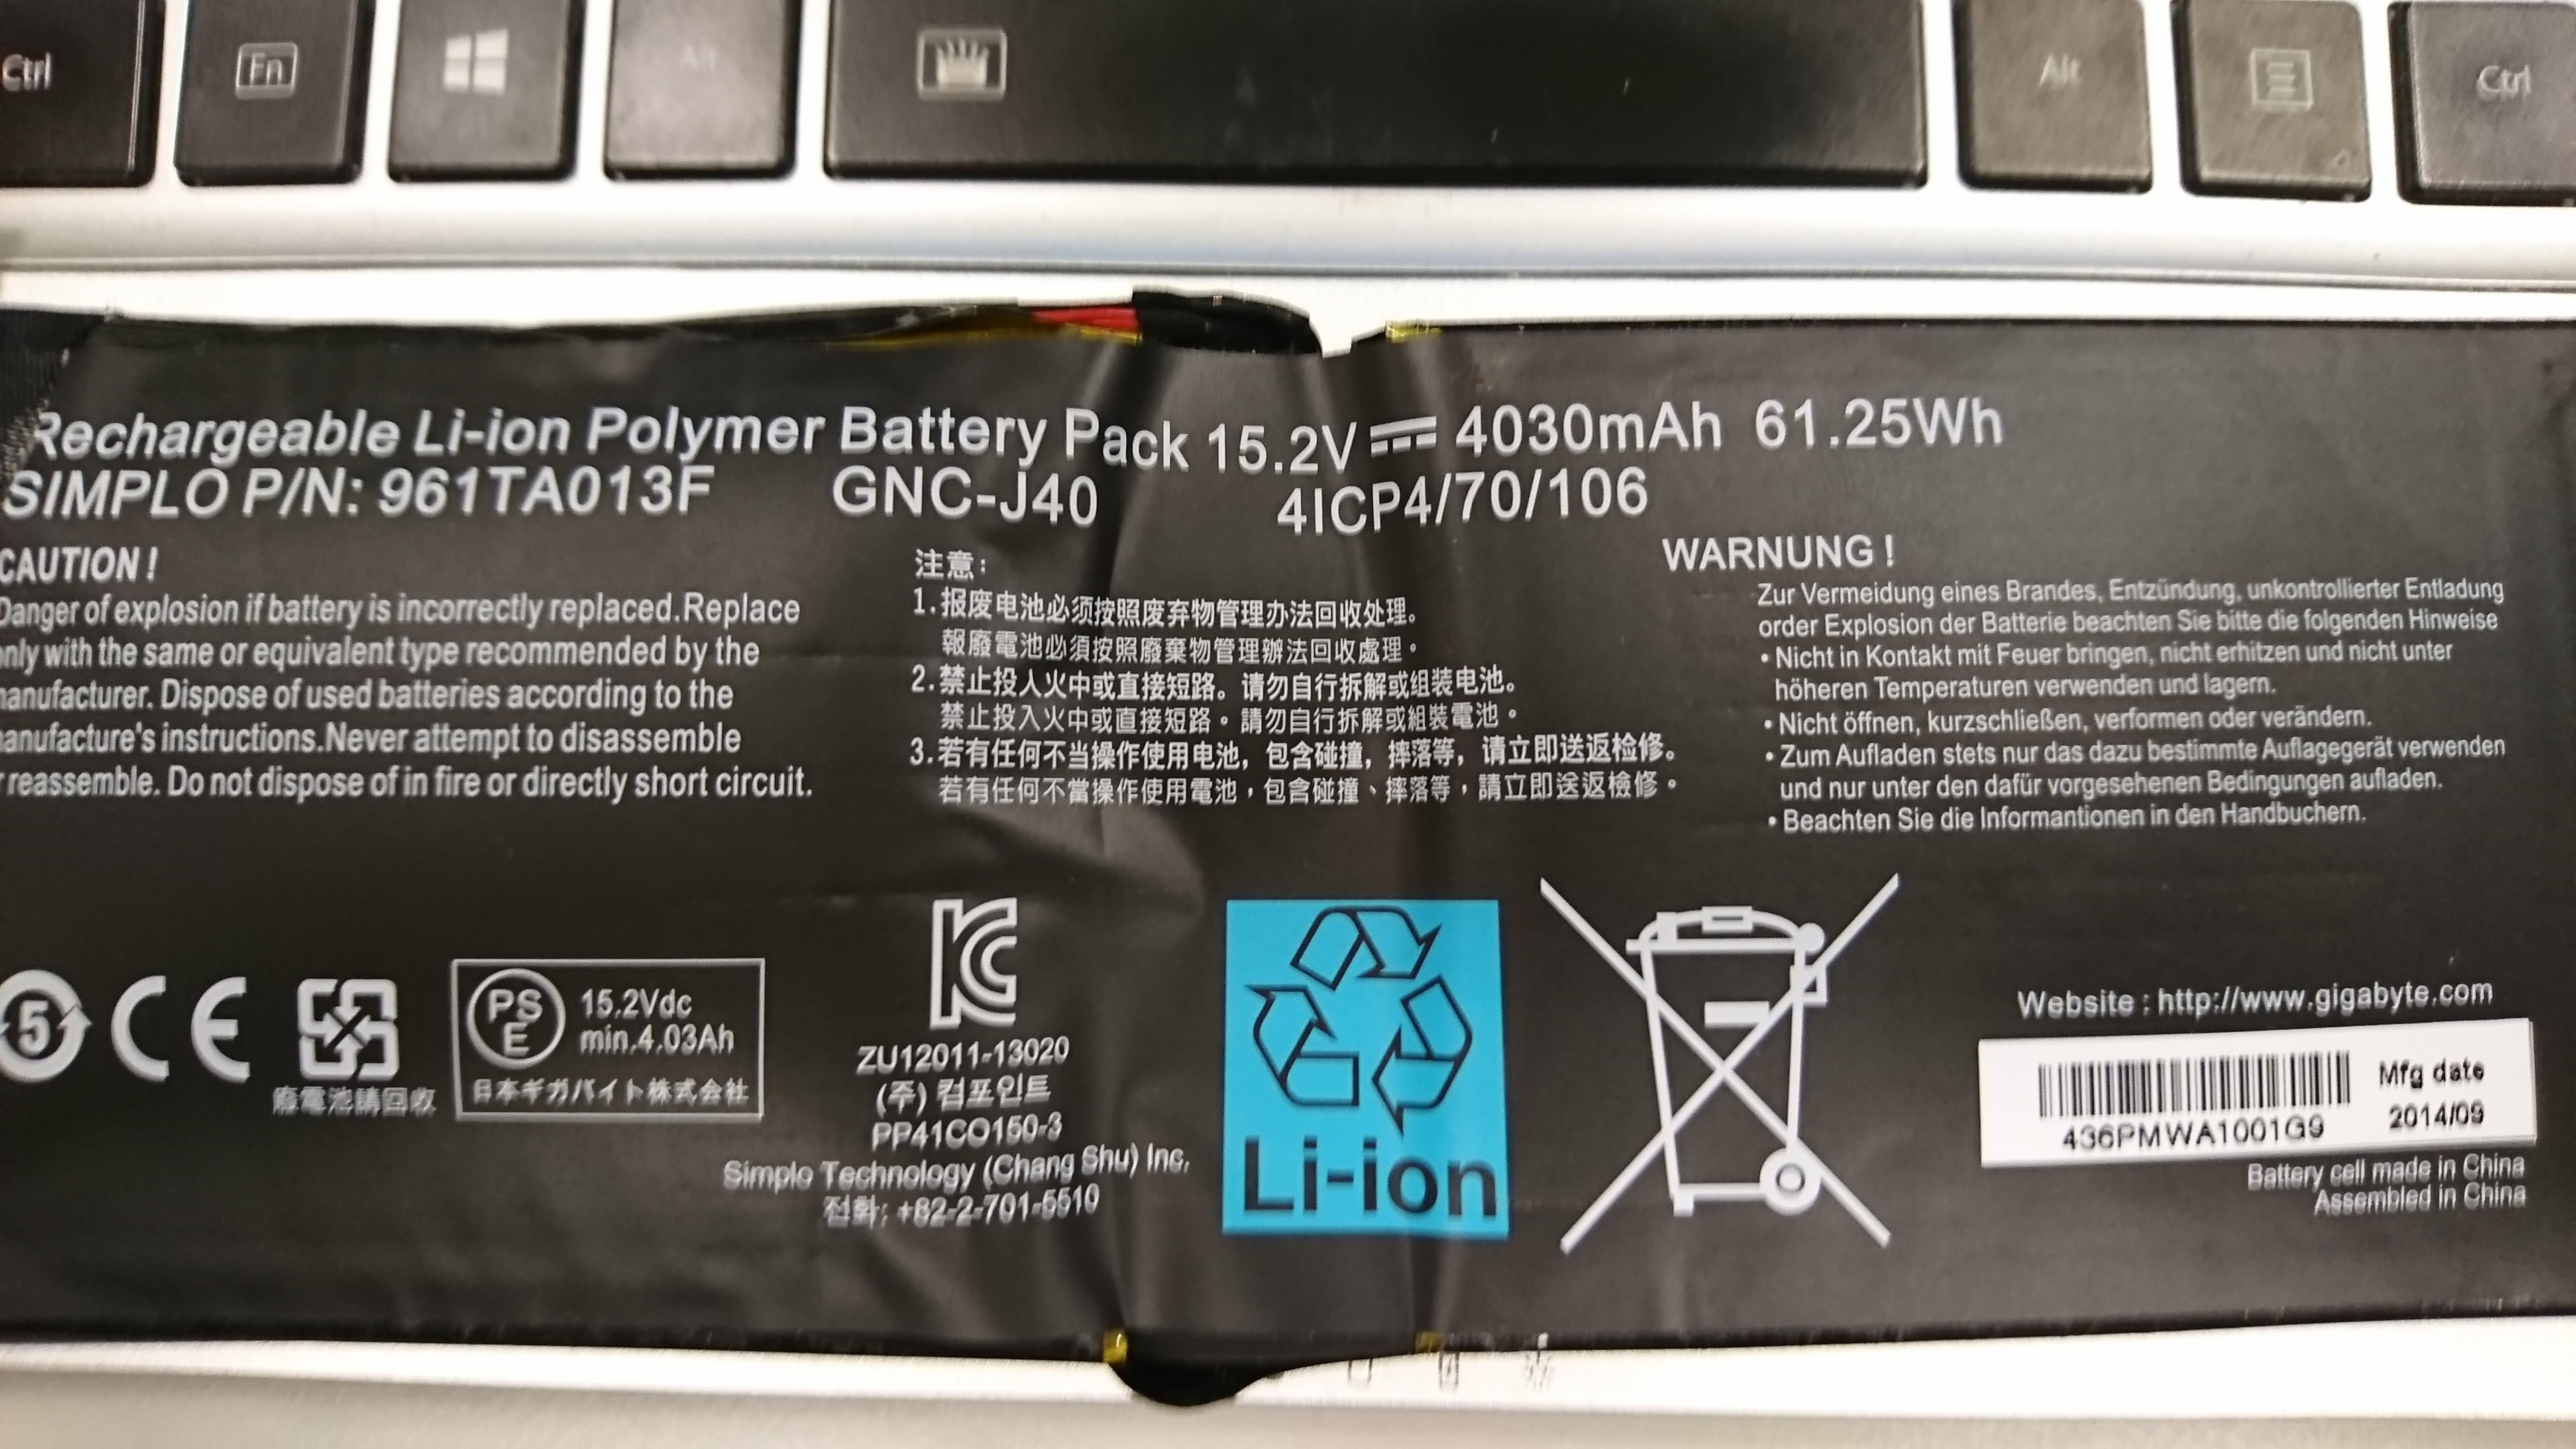 Ctrl
Fn
Alt
Alt
Ctrl
Rechargeable Li-ion Polymer Battery Pack 15.2V 4030mAh 61.25Wh
SIMPLO P/N: 961TA013F GNC-J40 4ICP4/70/106
CAUTION !
Danger of explosion if battery is incorrectly replaced.Replace
only with the same or equivalent type recommended by the
manufacturer. Dispose of used batteries according to the
manufacture's instructions.Never attempt to disassemble
r reassemble. Do not dispose of in fire or directly short circuit.
注意：
1.报废电池必须按照废弃物管理办法回收处理。
報廢電池必須按照廢棄物管理辦法回收處理。
2.禁止投入火中或直接短路。请勿自行拆解或组装电池。
禁止投入火中或直接短路。請勿自行拆解或組裝電池。
3.若有任何不当操作使用电池，包含碰撞，摔落等，请立即送返检修。
若有任何不當操作使用電池，包含碰撞、摔落等，請立即送返檢修。
WARNUNG !
Zur Vermeidung eines Brandes, Entzündung, unkontrollierter Entladung
order Explosion der Batterie beachten Sie bitte die folgenden Hinweise
• Nicht in Kontakt mit Feuer bringen, nicht erhitzen und nicht unter
höheren Temperaturen verwenden und lagern.
• Nicht öffnen, kurzschließen, verformen oder verändern.
• Zum Aufladen stets nur das dazu bestimmte Auflagegerät verwenden
und nur unter den dafür vorgesehenen Bedingungen aufladen.
• Beachten Sie die Informantionen in den Handbuchern.
5
CE
廢電池請回收
PS
E
15.2Vdc
min.4.03Ah
日本ギガバイト株式会社
KC
ZU12011-13020
(주) 컴포인트
PP41CO150-3
Simplo Technology (Chang Shu) Inc.
전화: +82-2-701-5510
Li-ion
Website : http://www.gigabyte.com
436PMWA1001G9
Mfg date
2014/09
Battery cell made in China
Assembled in China